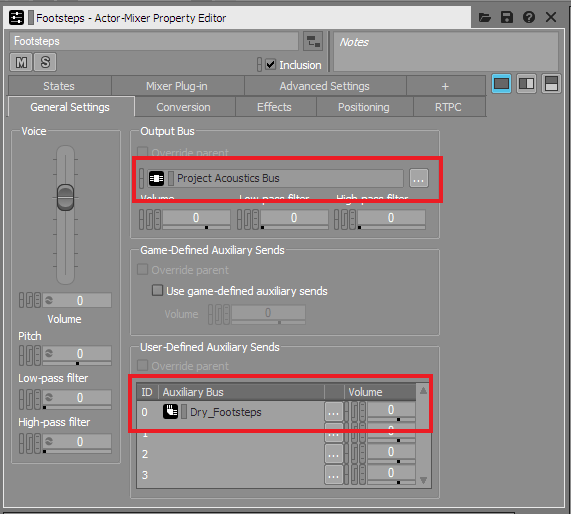 Footsteps - Actor-Mixer Property Editor
Footsteps
Notes
M S
Inclusion
States Mixer Plug-in Advanced Settings +
General Settings Conversion Effects Positioning RTPC
Voice
0
Volume
Pitch
0
Low-pass filter
0
High-pass filter
0
Output Bus
Override parent
Project Acoustics Bus ...
Volume Low-pass filter High-pass filter
0 0 0
Game-Defined Auxiliary Sends
Override parent
Use game-defined auxiliary sends
Volume 0
User-Defined Auxiliary Sends
Override parent
ID Auxiliary Bus Volume
0 Dry_Footsteps ... 0
1 ... 0
2 ... 0
3 ... 0